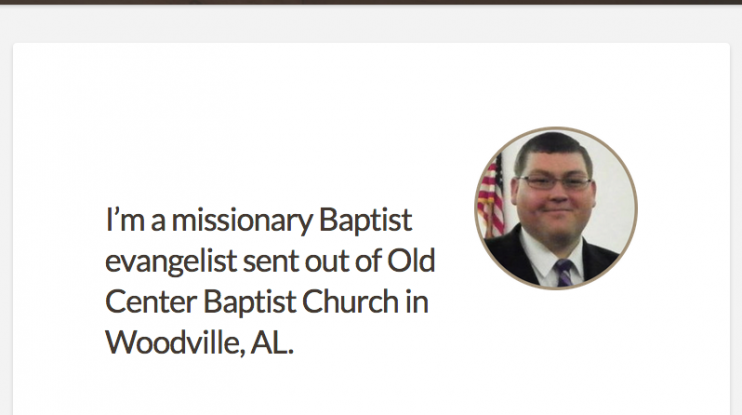 I’m a missionary Baptist
evangelist sent out of Old
Center Baptist Church in
Woodville, AL.